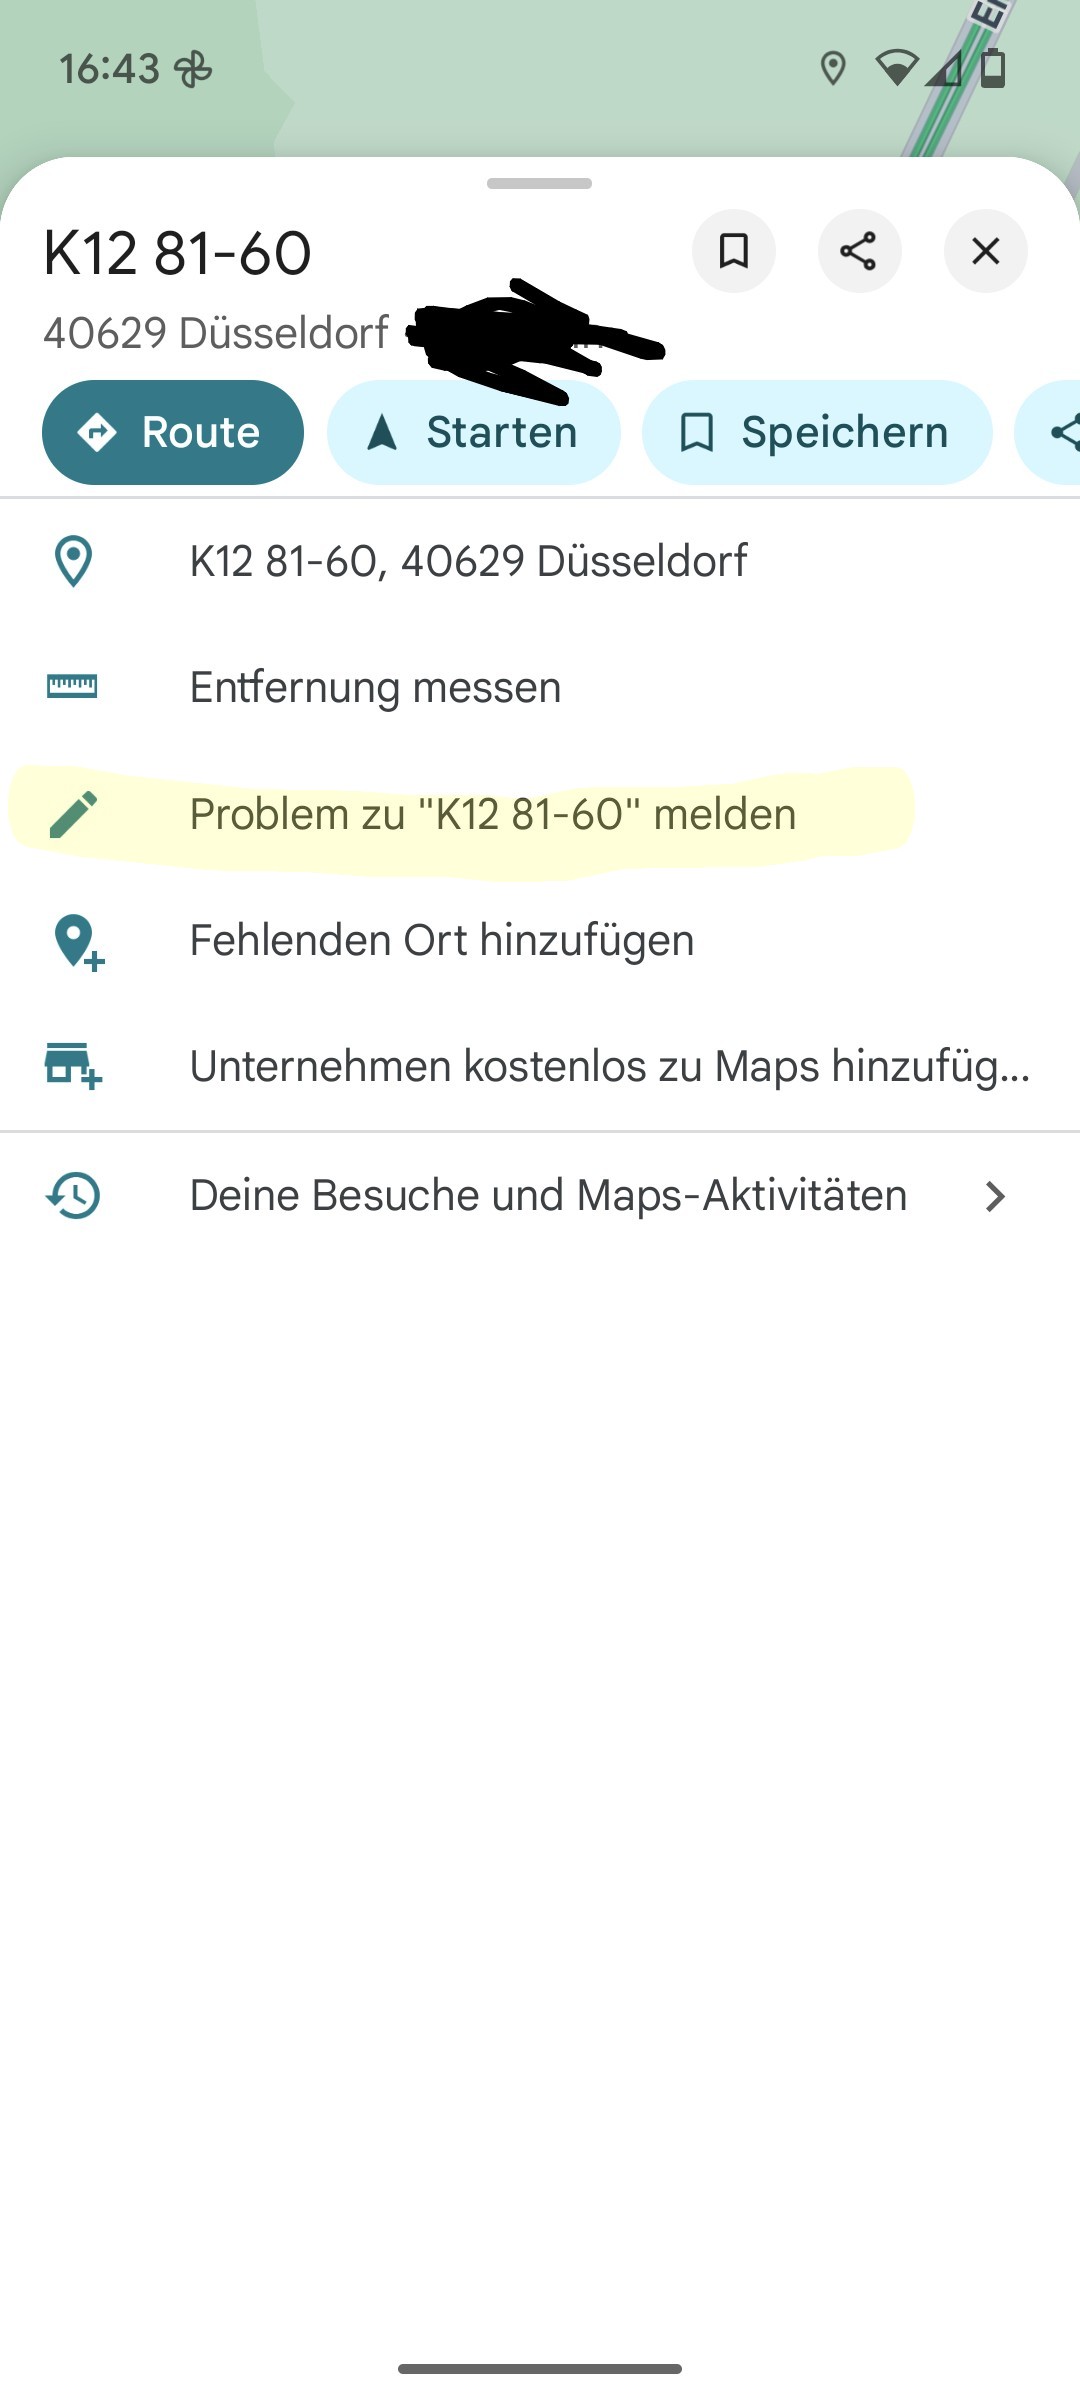 16:43
K12 81-60
40629 Düsseldorf
Route
Starten
Speichern
K12 81-60, 40629 Düsseldorf
Entfernung messen
Problem zu "K12 81-60" melden
Fehlenden Ort hinzufügen
Unternehmen kostenlos zu Maps hinzufüg...
Deine Besuche und Maps-Aktivitäten